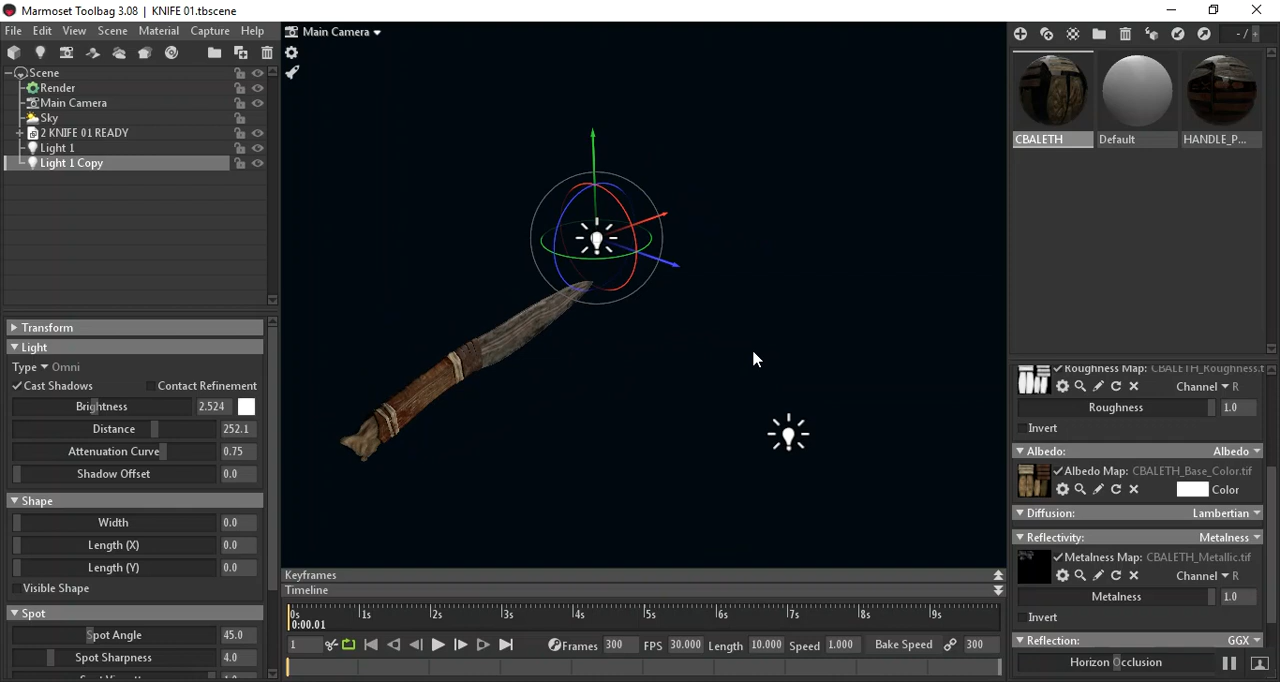 Marmoset Toolbag 3.08 | KNIFE 01.tbscene
File Edit View Scene Material Capture Help
Main Camera
- / +
Scene
Render
Main Camera
Sky
2 KNIFE 01 READY
Light 1
Light 1 Copy
CBALETH Default HANDLE_P...
Transform
Light
Type Omni
Cast Shadows Contact Refinement
Brightness 2.524
Distance 252.1
Attenuation Curve 0.75
Shadow Offset 0.0
Shape
Width 0.0
Length (X) 0.0
Length (Y) 0.0
Visible Shape
Spot
Spot Angle 45.0
Spot Sharpness 4.0
Keyframes
Timeline
0s 1s 2s 3s 4s 5s 6s 7s 8s 9s
0:00.01
1 Frames 300 FPS 30.000 Length 10.000 Speed 1.000 Bake Speed 300
Roughness Map: CBALETH_Roughness.t
Channel R
Roughness 1.0
Invert
Albedo: Albedo
Albedo Map: CBALETH_Base_Color.tif
Color
Diffusion: Lambertian
Reflectivity: Metalness
Metalness Map: CBALETH_Metallic.tif
Channel R
Metalness 1.0
Invert
Reflection: GGX
Horizon Occlusion